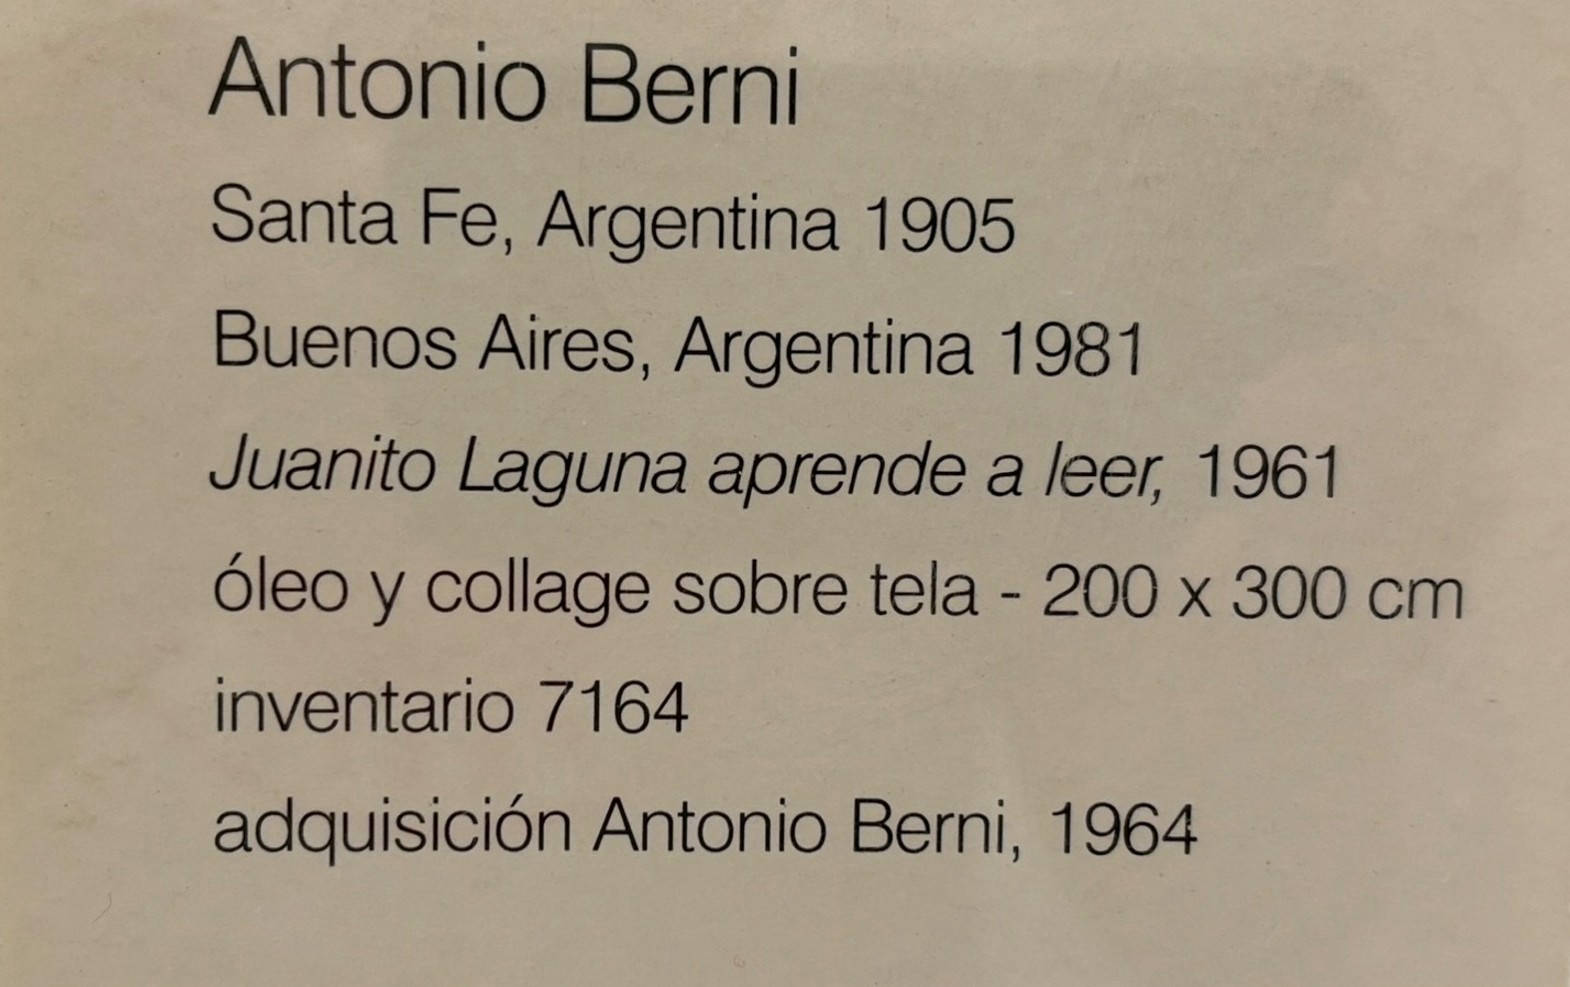 Antonio Berni
Santa Fe, Argentina 1905
Buenos Aires, Argentina 1981
Juanito Laguna aprende a leer, 1961
óleo y collage sobre tela - 200 x 300 cm
inventario 7164
adquisición Antonio Berni, 1964